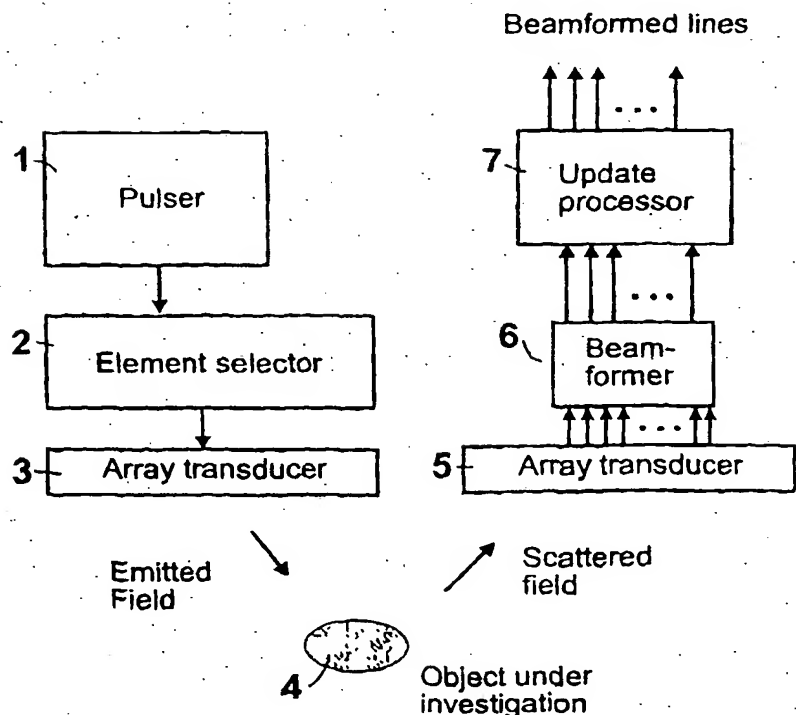 Beamformed lines
1
Pulser
7
Update
processor
2
Element selector
6
Beam-
former
3
Array transducer
5
Array transducer
Emitted
Field
Scattered
field
4
Object under
investigation